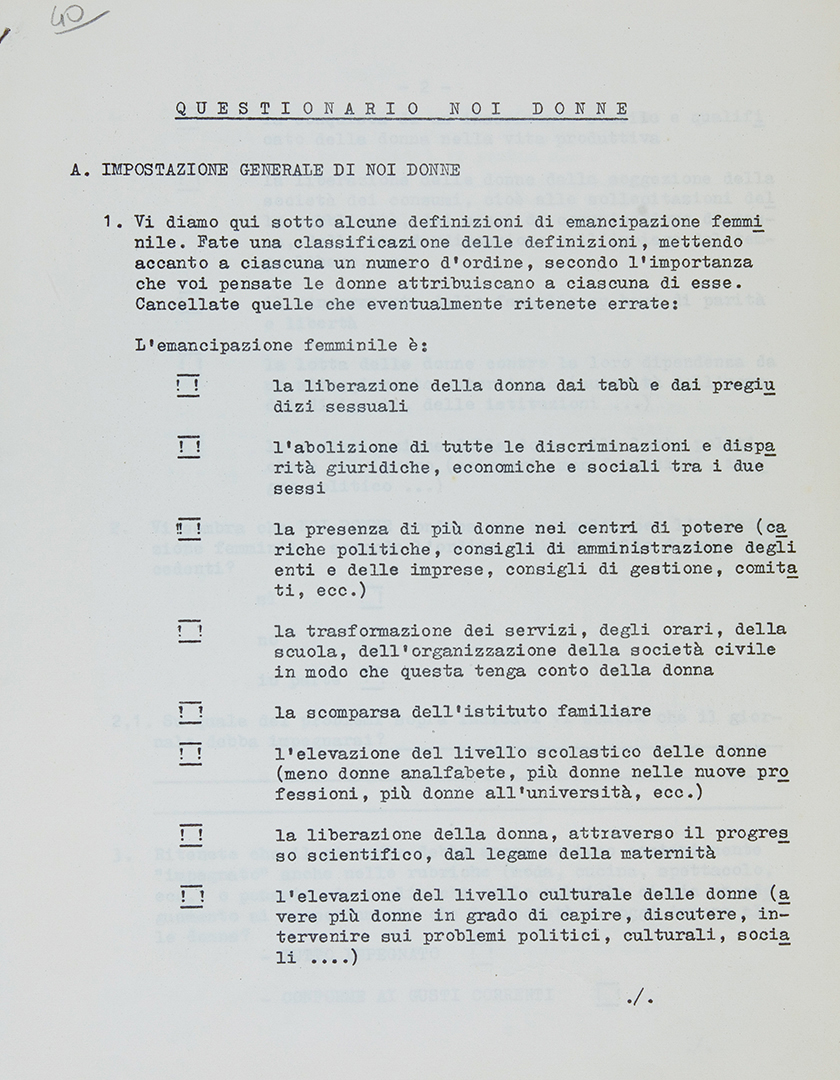 40
QUESTIONARIO NOI DONNE
A. IMPOSTAZIONE GENERALE DI NOI DONNE
1. Vi diamo qui sotto alcune definizioni di emancipazione femmi
nile. Fate una classificazione delle definizioni, mettendo
accanto a ciascuna un numero d'ordine, secondo l'importanza
che voi pensate le donne attribuiscano a ciascuna di esse.
Cancellate quelle che eventualmente ritenete errate:
L'emancipazione femminile è:
! ! la liberazione della donna dai tabù e dai pregiu
dizi sessuali
! ! l'abolizione di tutte le discriminazioni e dispa
rità giuridiche, economiche e sociali tra i due
sessi
! ! la presenza di più donne nei centri di potere (ca
riche politiche, consigli di amministrazione degli
enti e delle imprese, consigli di gestione, comita
ti, ecc.)
! ! la trasformazione dei servizi, degli orari, della
scuola, dell'organizzazione della società civile
in modo che questa tenga conto della donna
! ! la scomparsa dell'istituto familiare
! ! l'elevazione del livello scolastico delle donne
(meno donne analfabete, più donne nelle nuove pro
fessioni, più donne all'università, ecc.)
! ! la liberazione della donna, attraverso il progres
so scientifico, dal legame della maternità
! ! l'elevazione del livello culturale delle donne (a
vere più donne in grado di capire, discutere, in-
tervenire sui problemi politici, culturali, socia
li ....)
./.